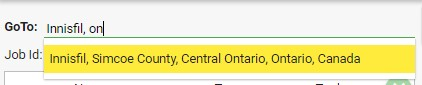 GoTo: Innisfil, on
Job Id:
Innisfil, Simcoe County, Central Ontario, Ontario, Canada